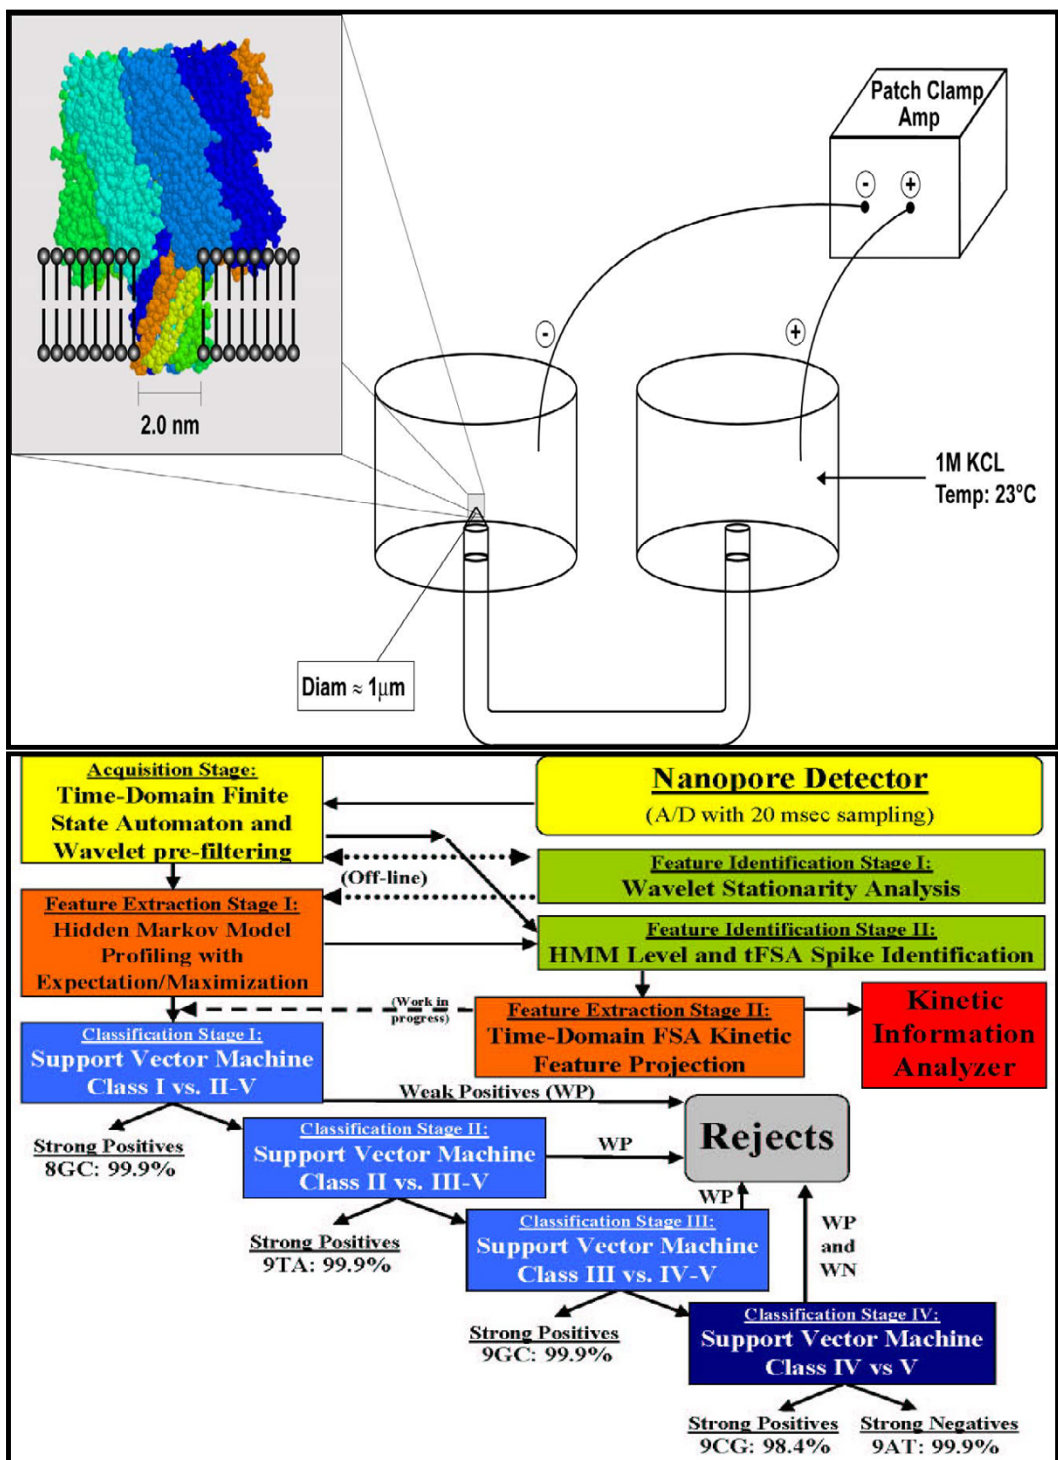 Patch Clamp
Amp
-
+
-
+
2.0 nm
1M KCL
Temp: 23°C
Diam ≈ 1μm
Acquisition Stage:
Time-Domain Finite
State Automaton and
Wavelet pre-filtering
Nanopore Detector
(A/D with 20 msec sampling)
(Off-line)
Feature Identification Stage I:
Wavelet Stationarity Analysis
Feature Extraction Stage I:
Hidden Markov Model
Profiling with
Expectation/Maximization
Feature Identification Stage II:
HMM Level and tFSA Spike Identification
(Work in
progress)
Feature Extraction Stage II:
Time-Domain FSA Kinetic
Feature Projection
Kinetic
Information
Analyzer
Classification Stage I:
Support Vector Machine
Class I vs. II-V
Weak Positives (WP)
Rejects
Strong Positives
8GC: 99.9%
Classification Stage II:
Support Vector Machine
Class II vs. III-V
WP
WP
Strong Positives
9TA: 99.9%
Classification Stage III:
Support Vector Machine
Class III vs. IV-V
WP
and
WN
Strong Positives
9GC: 99.9%
Classification Stage IV:
Support Vector Machine
Class IV vs V
Strong Positives
9CG: 98.4%
Strong Negatives
9AT: 99.9%